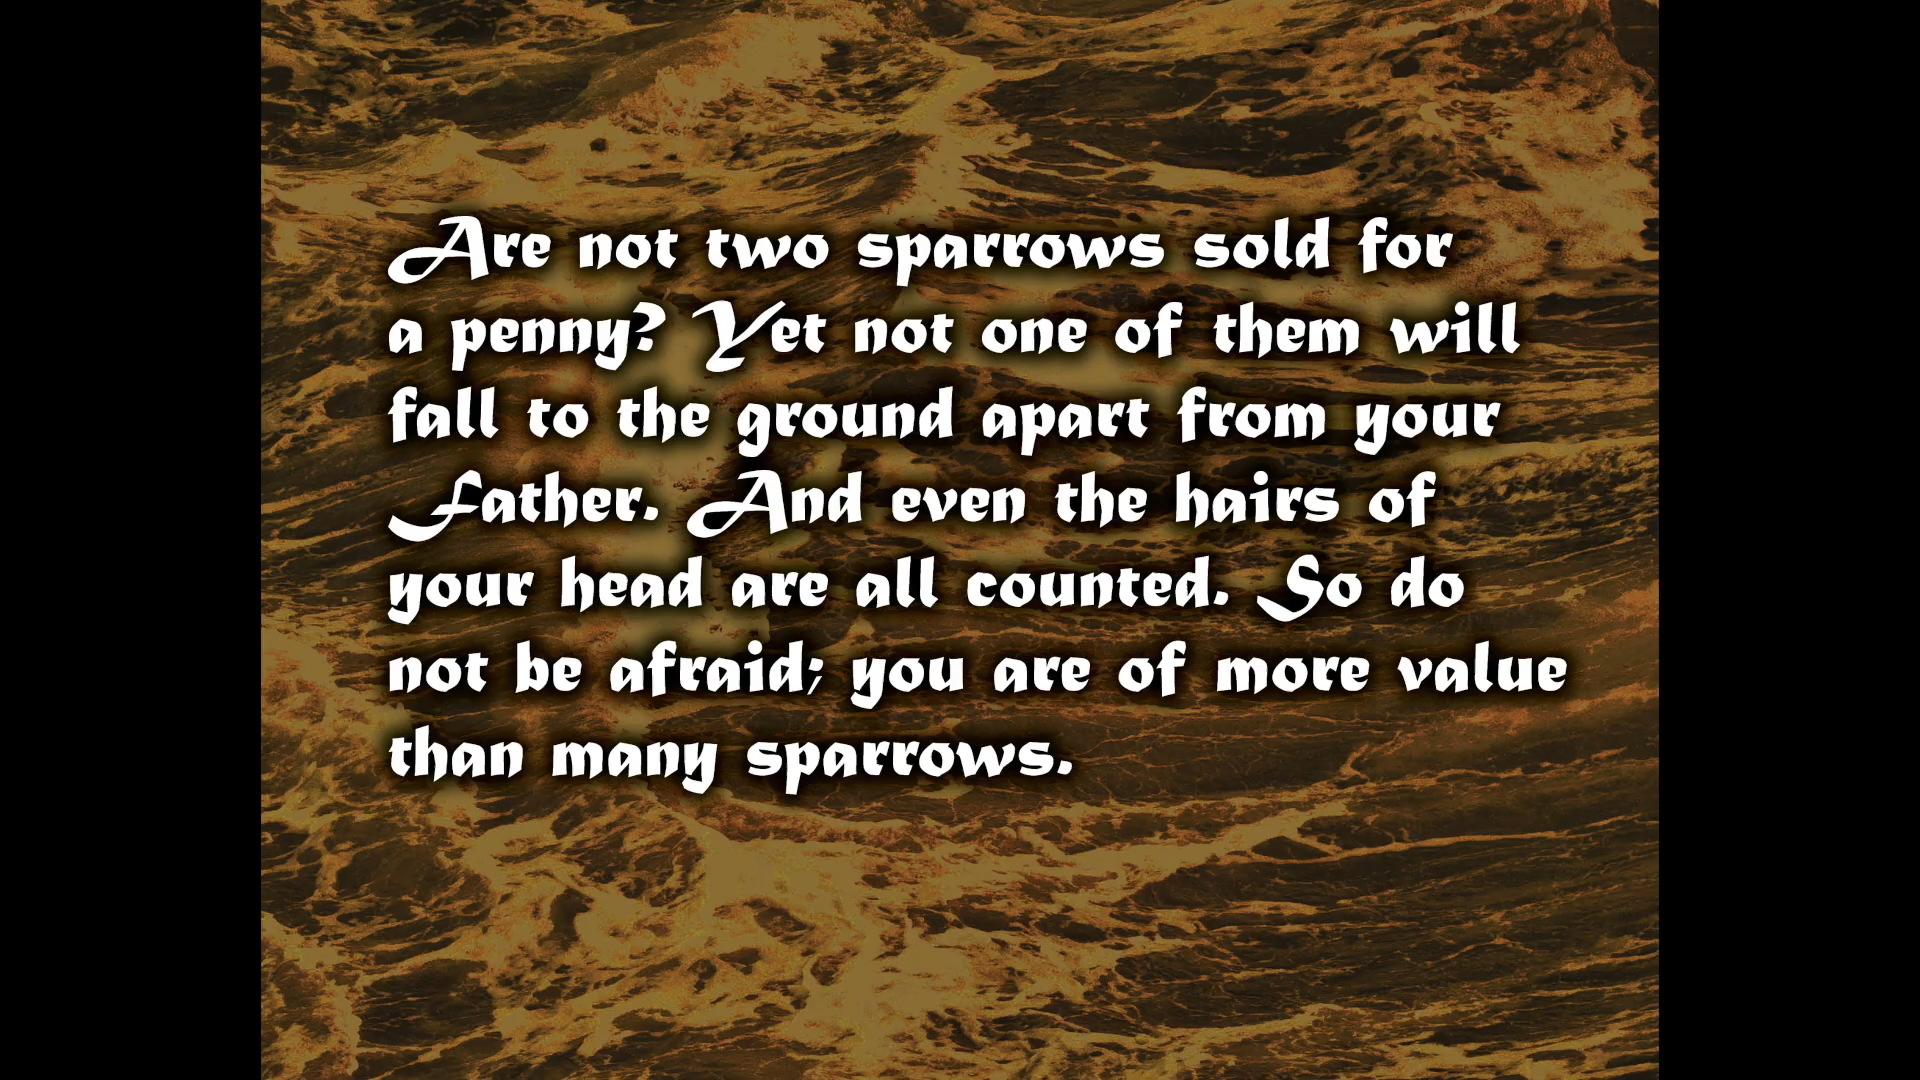 Are not two sparrows sold for
a penny? Yet not one of them will
fall to the ground apart from your
Father. And even the hairs of
your head are all counted. So do
not be afraid; you are of more value
than many sparrows.